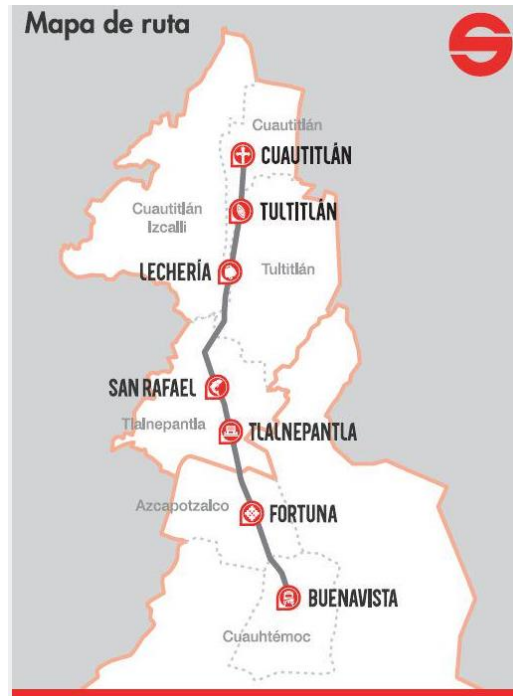 Mapa de ruta
Cuautitlán
CUAUTITLÁN
Cuautitlán
Izcalli
TULTITLÁN
LECHERÍA
Tultitlán
SAN RAFAEL
Tlalnepantla
TLALNEPANTLA
Azcapotzalco
FORTUNA
BUENAVISTA
Cuauhtémoc